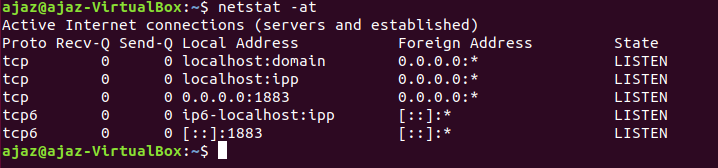 ajaz@ajaz-VirtualBox:~$ netstat -at
Active Internet connections (servers and established)
Proto Recv-Q Send-Q Local Address           Foreign Address         State
tcp        0      0 localhost:domain        0.0.0.0:*               LISTEN
tcp        0      0 localhost:ipp           0.0.0.0:*               LISTEN
tcp        0      0 0.0.0.0:1883            0.0.0.0:*               LISTEN
tcp6       0      0 ip6-localhost:ipp       [::]:*                  LISTEN
tcp6       0      0 [::]:1883               [::]:*                  LISTEN
ajaz@ajaz-VirtualBox:~$